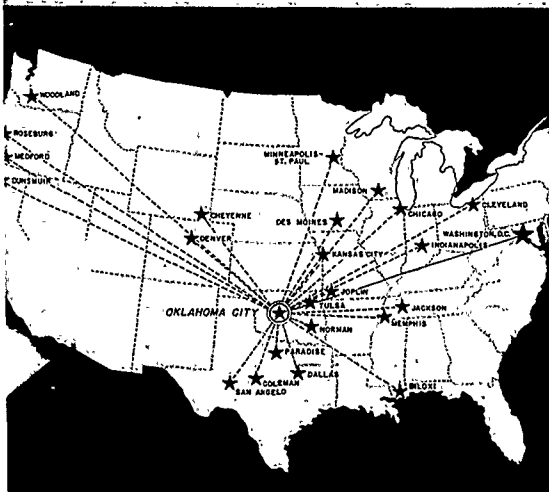 WOODLAND
ROSEBURG
MEDFORD
DUNSMUIR
MINNEAPOLIS-
ST. PAUL
MADISON
CHEYENNE
DES MOINES
CHICAGO
CLEVELAND
DENVER
WASHINGTON, D.C.
KANSAS CITY
INDIANAPOLIS
JOPLIN
TULSA
OKLAHOMA CITY
JACKSON
MEMPHIS
NORMAN
PARADISE
DALLAS
COLEMAN
SAN ANGELO
BILOXI